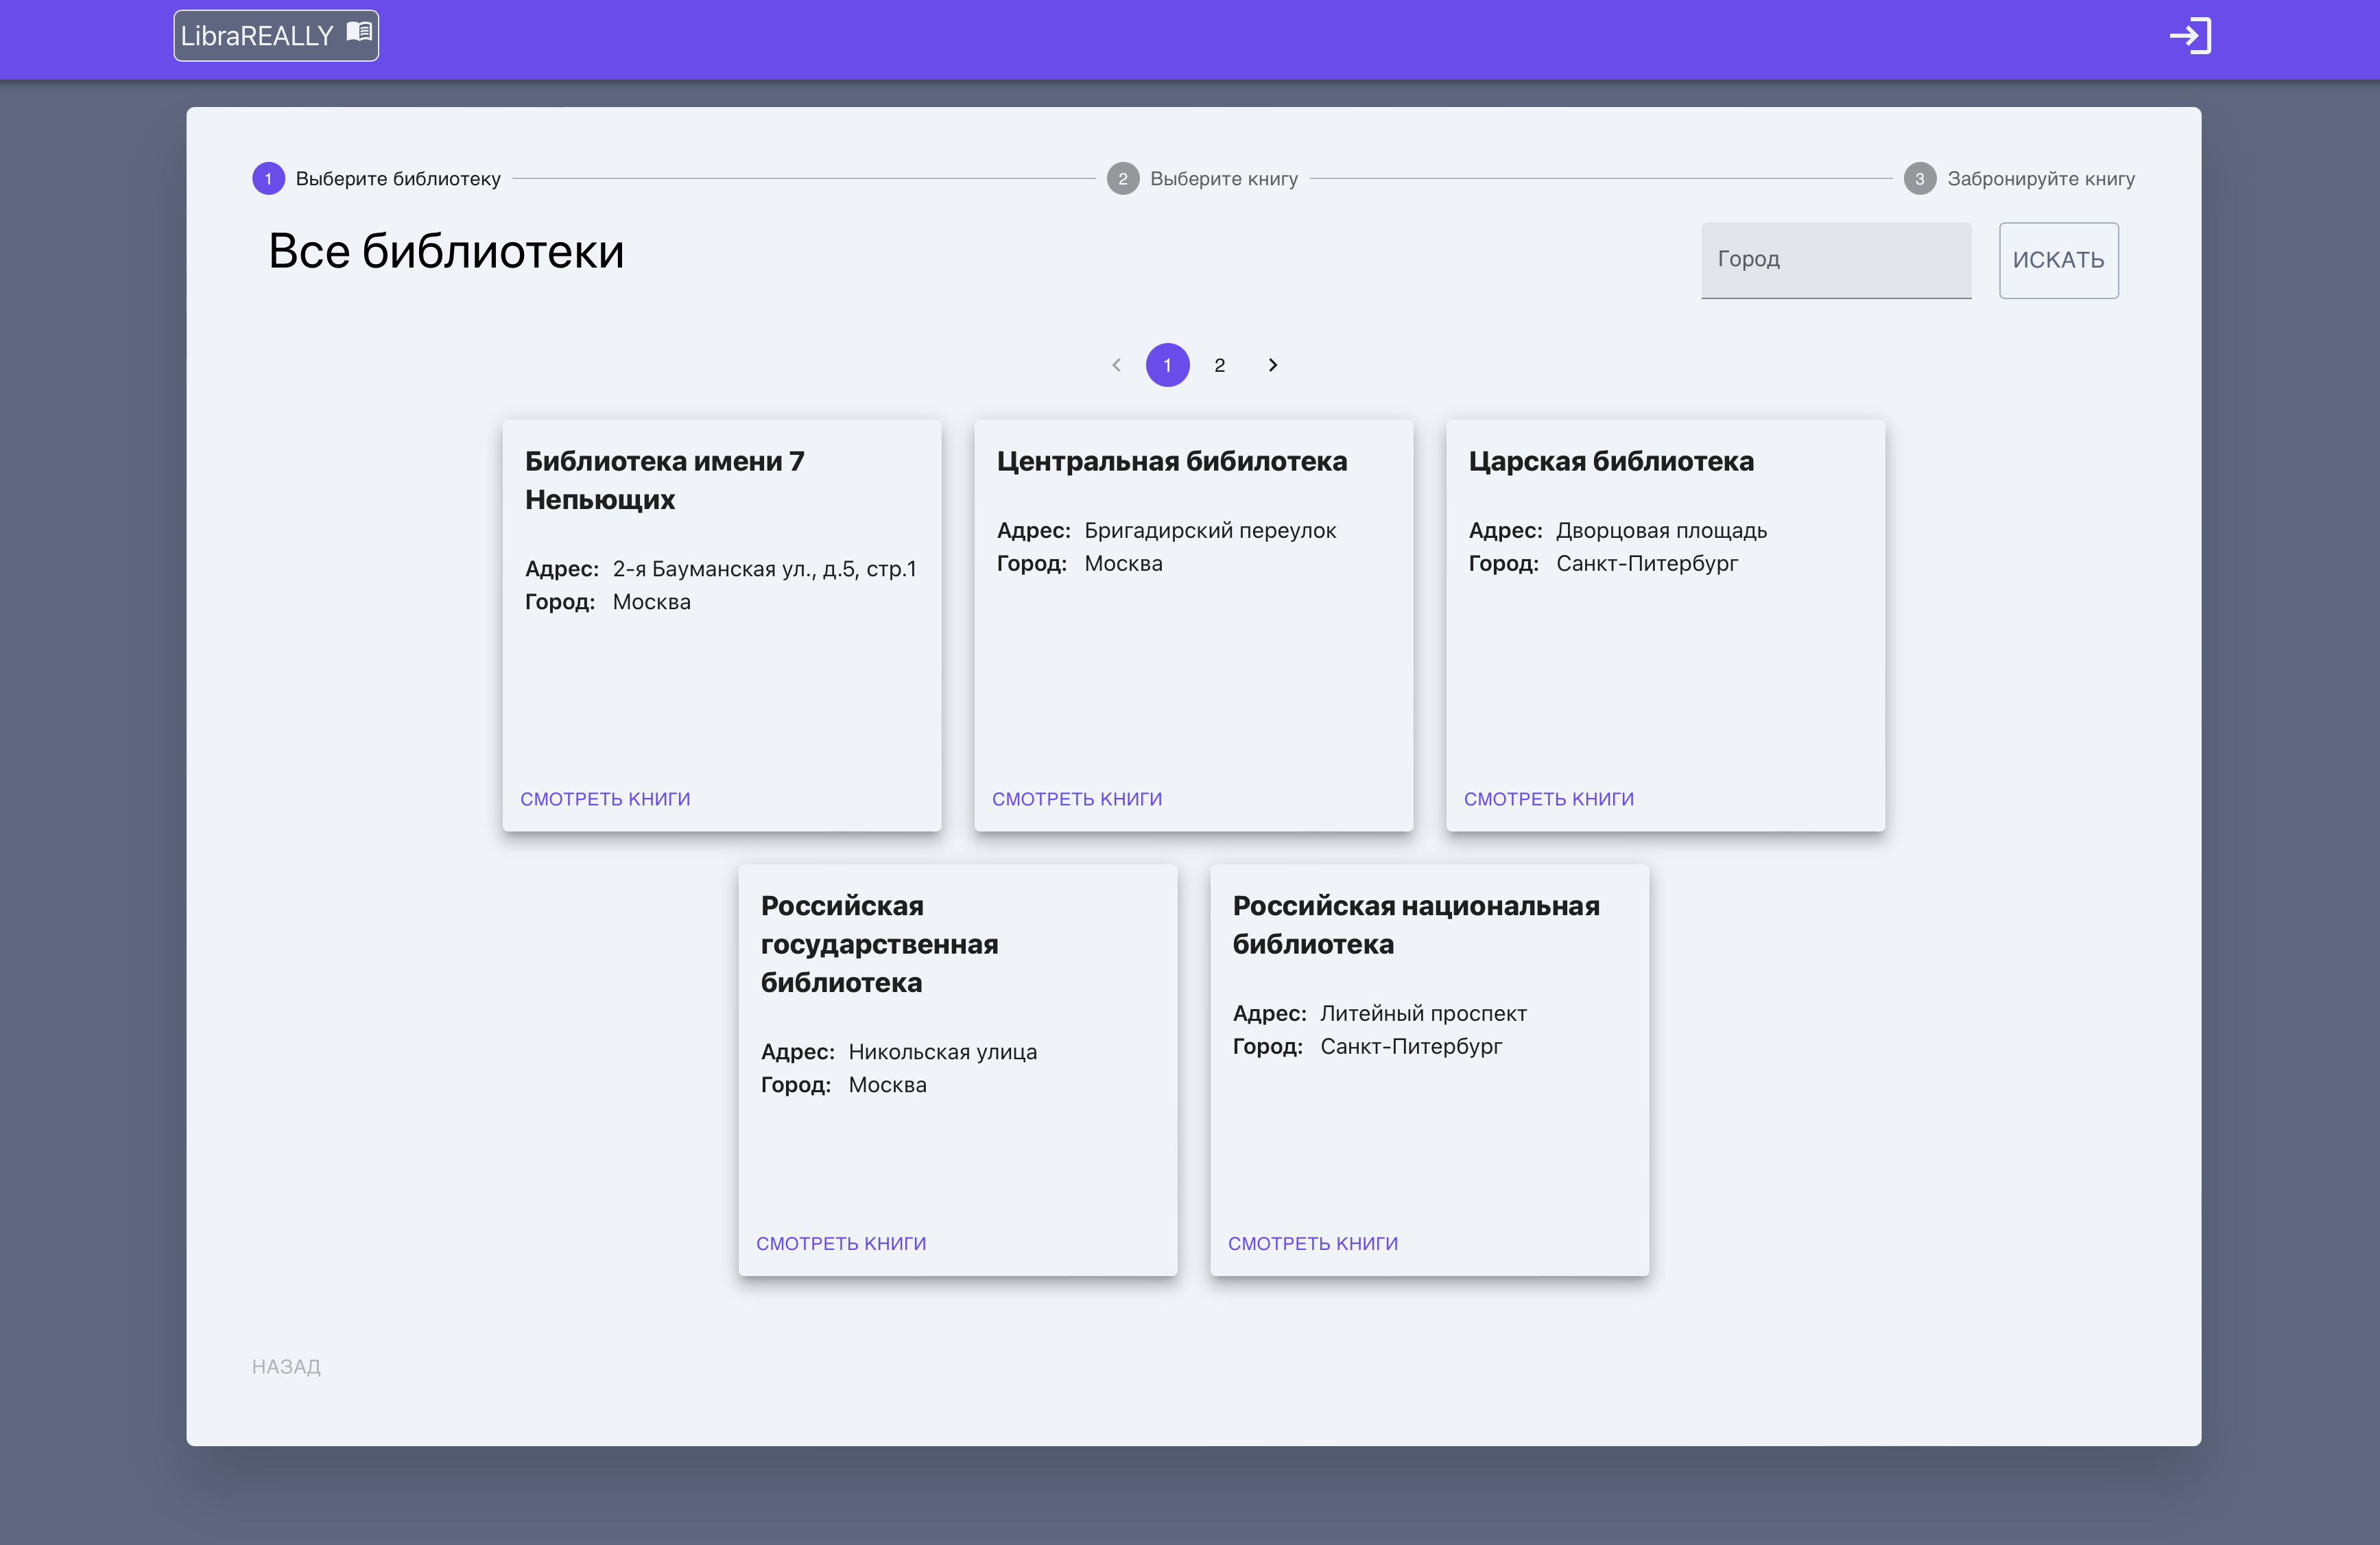 LibraREALLY
1 Выберите библиотеку
2 Выберите книгу
3 Забронируйте книгу
Все библиотеки
Город
ИСКАТЬ
1 2
Библиотека имени 7
Непьющих
Адрес: 2-я Бауманская ул., д.5, стр.1
Город: Москва
СМОТРЕТЬ КНИГИ
Центральная бибилотека
Адрес: Бригадирский переулок
Город: Москва
СМОТРЕТЬ КНИГИ
Царская библиотека
Адрес: Дворцовая площадь
Город: Санкт-Питербург
СМОТРЕТЬ КНИГИ
Российская
государственная
библиотека
Адрес: Никольская улица
Город: Москва
СМОТРЕТЬ КНИГИ
Российская национальная
библиотека
Адрес: Литейный проспект
Город: Санкт-Питербург
СМОТРЕТЬ КНИГИ
НАЗАД